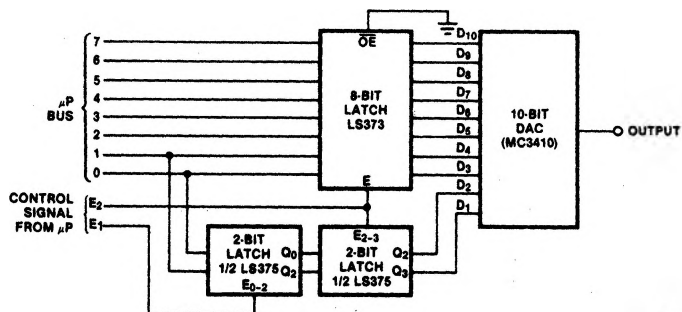 μP
BUS
7
6
5
4
3
2
1
0
CONTROL
SIGNAL
FROM μP
E2
E1
OE
8-BIT
LATCH
LS373
E
D10
D9
D8
D7
D6
D5
D4
D3
D2
D1
10-BIT
DAC
(MC3410)
OUTPUT
2-BIT
LATCH
1/2 LS375
Q0
Q2
E0-2
E2-3
2-BIT
LATCH
1/2 LS375
Q2
Q3